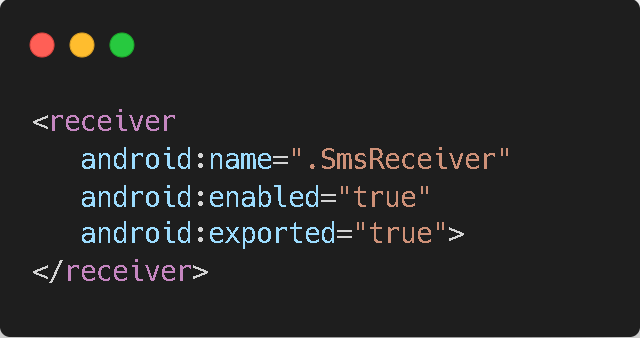 <receiver
   android:name=".SmsReceiver"
   android:enabled="true"
   android:exported="true">
</receiver>